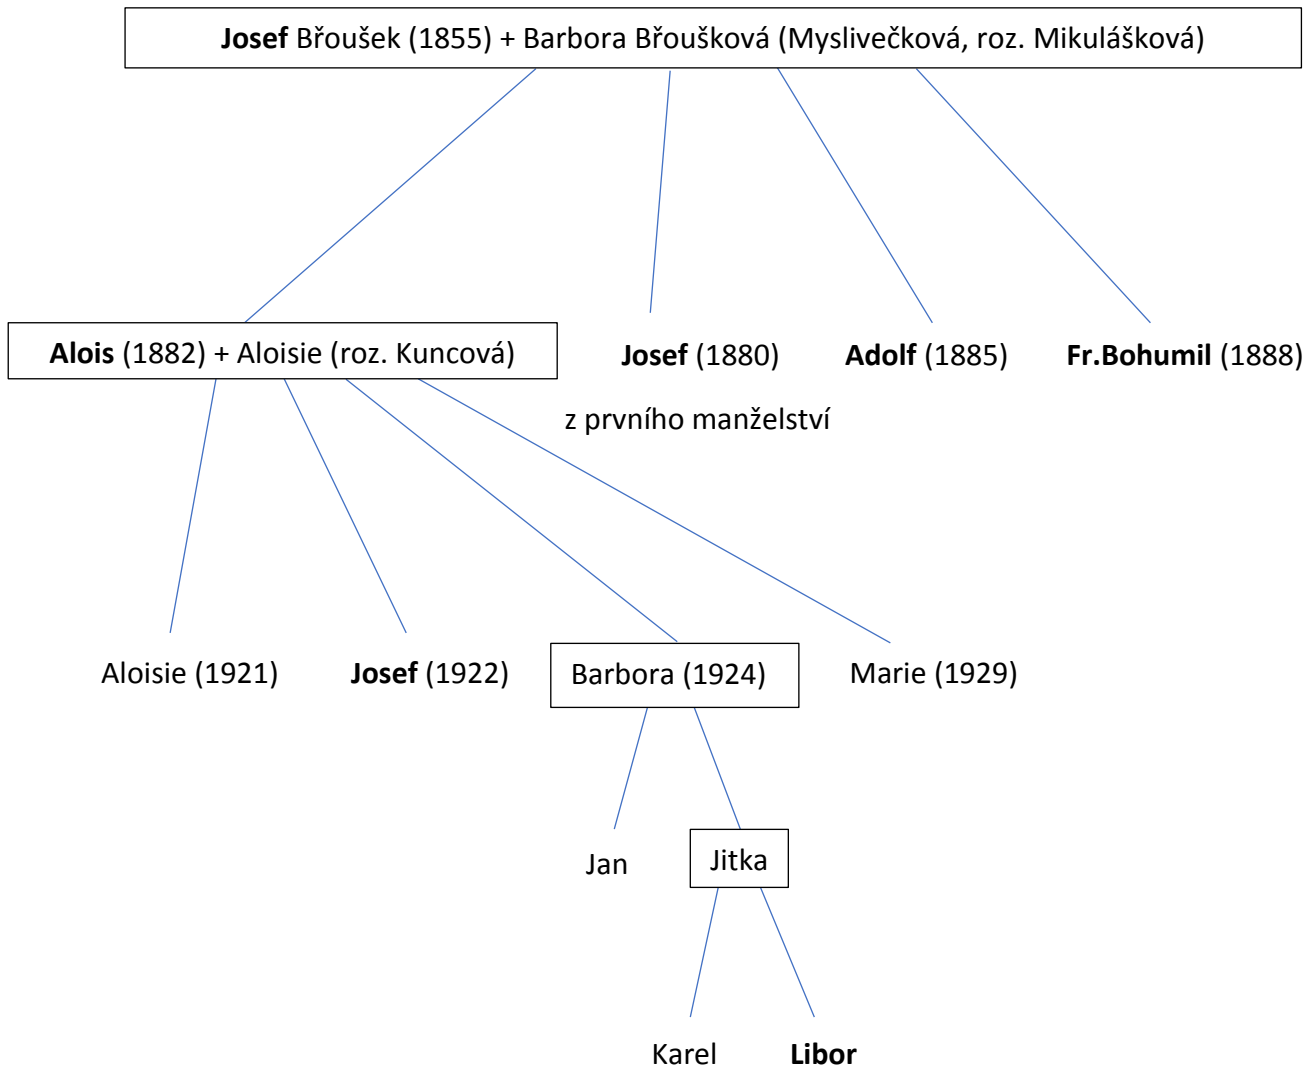 Josef Břoušek (1855) + Barbora Břoušková (Myslivečková, roz. Mikulášková)
Alois (1882) + Aloisie (roz. Kuncová)
Josef (1880)
Adolf (1885)
Fr.Bohumil (1888)
z prvního manželství
Aloisie (1921)
Josef (1922)
Barbora (1924)
Marie (1929)
Jan
Jitka
Karel
Libor